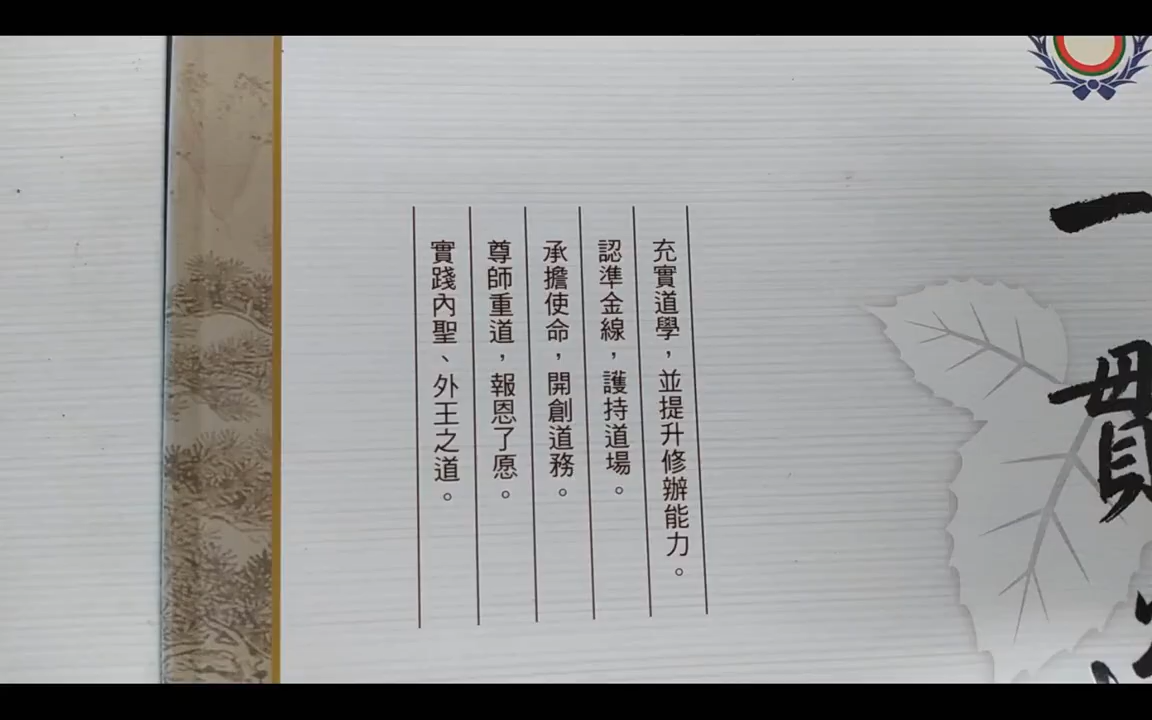 一貫
充實道學，並提升修辦能力。
認準金線，護持道場。
承擔使命，開創道務。
尊師重道，報恩了愿。
實踐內聖、外王之道。